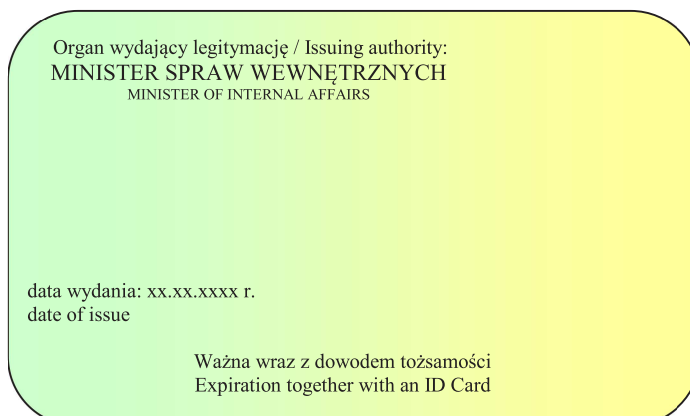 Organ wydający legitymację / Issuing authority:
MINISTER SPRAW WEWNĘTRZNYCH
MINISTER OF INTERNAL AFFAIRS
data wydania: xx.xx.xxxx r.
date of issue
Ważna wraz z dowodem tożsamości
Expiration together with an ID Card